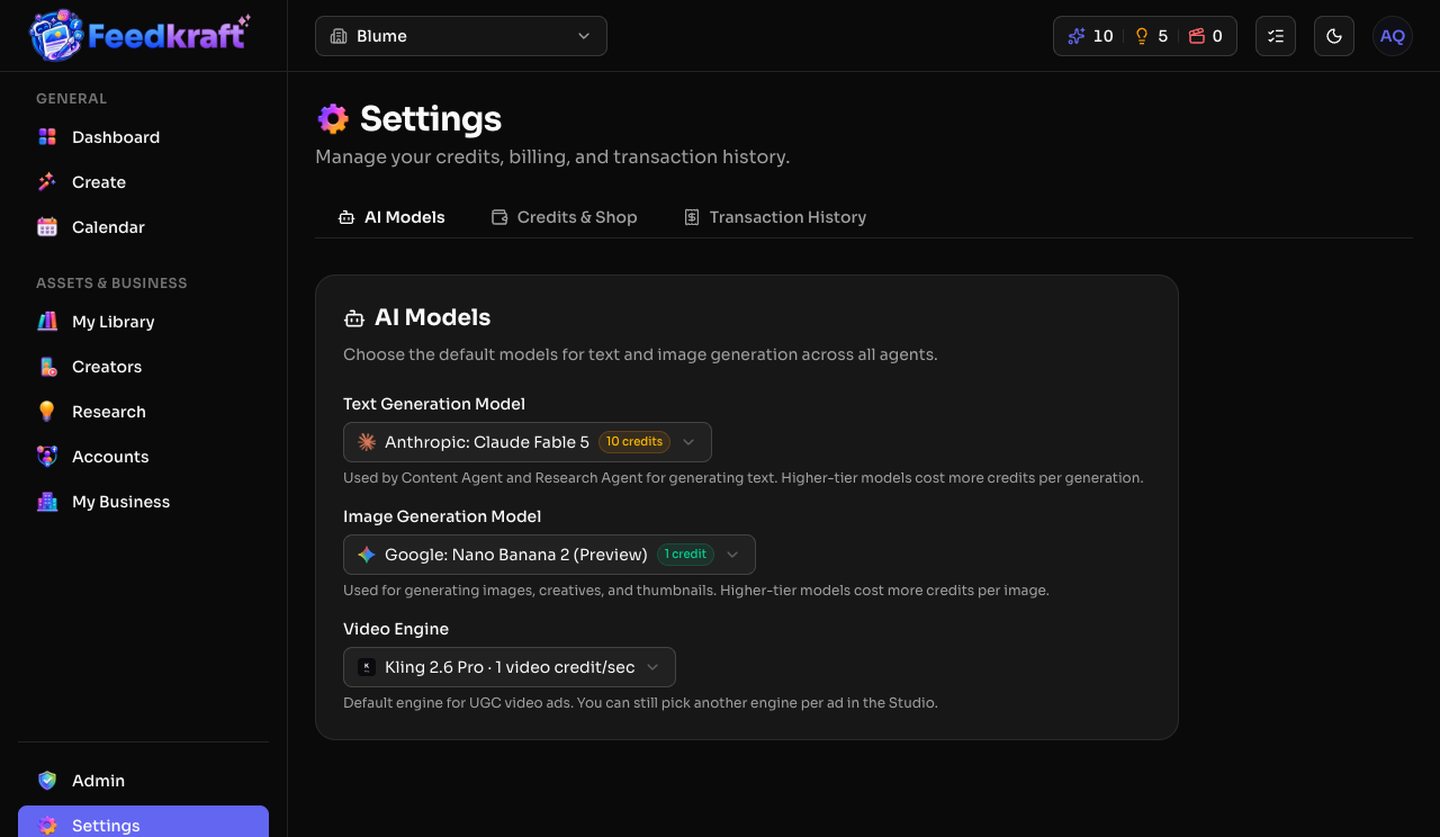 Feedkraft
Blume
10
5
0
AQ
GENERAL
Dashboard
Create
Calendar
ASSETS & BUSINESS
My Library
Creators
Research
Accounts
My Business
Admin
Settings
Settings
Manage your credits, billing, and transaction history.
AI Models
Credits & Shop
Transaction History
AI Models
Choose the default models for text and image generation across all agents.
Text Generation Model
Anthropic: Claude Fable 5 10 credits
Used by Content Agent and Research Agent for generating text. Higher-tier models cost more credits per generation.
Image Generation Model
Google: Nano Banana 2 (Preview) 1 credit
Used for generating images, creatives, and thumbnails. Higher-tier models cost more credits per image.
Video Engine
Kling 2.6 Pro · 1 video credit/sec
Default engine for UGC video ads. You can still pick another engine per ad in the Studio.